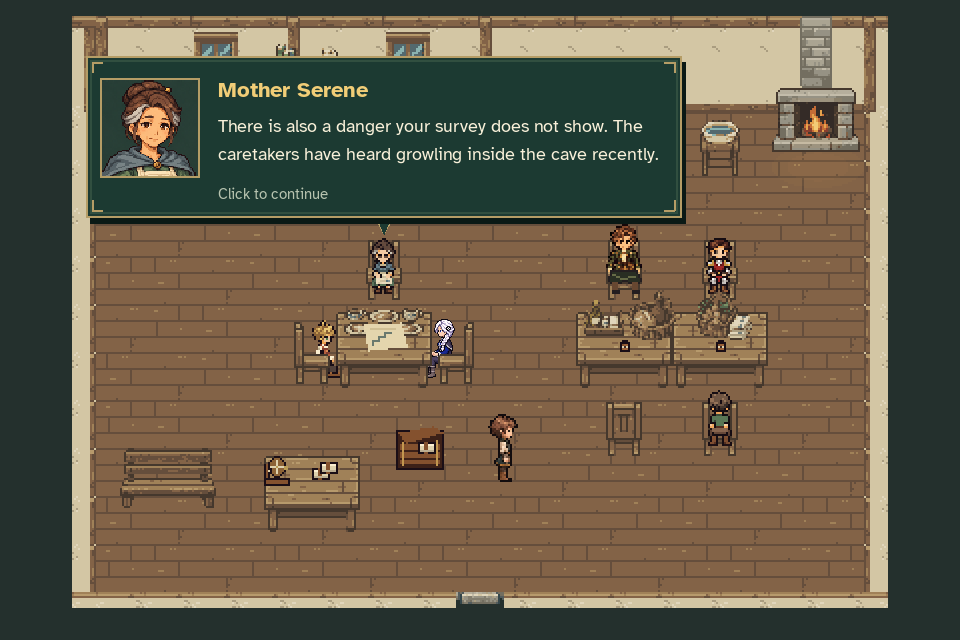 Mother Serene
There is also a danger your survey does not show. The
caretakers have heard growling inside the cave recently.
Click to continue